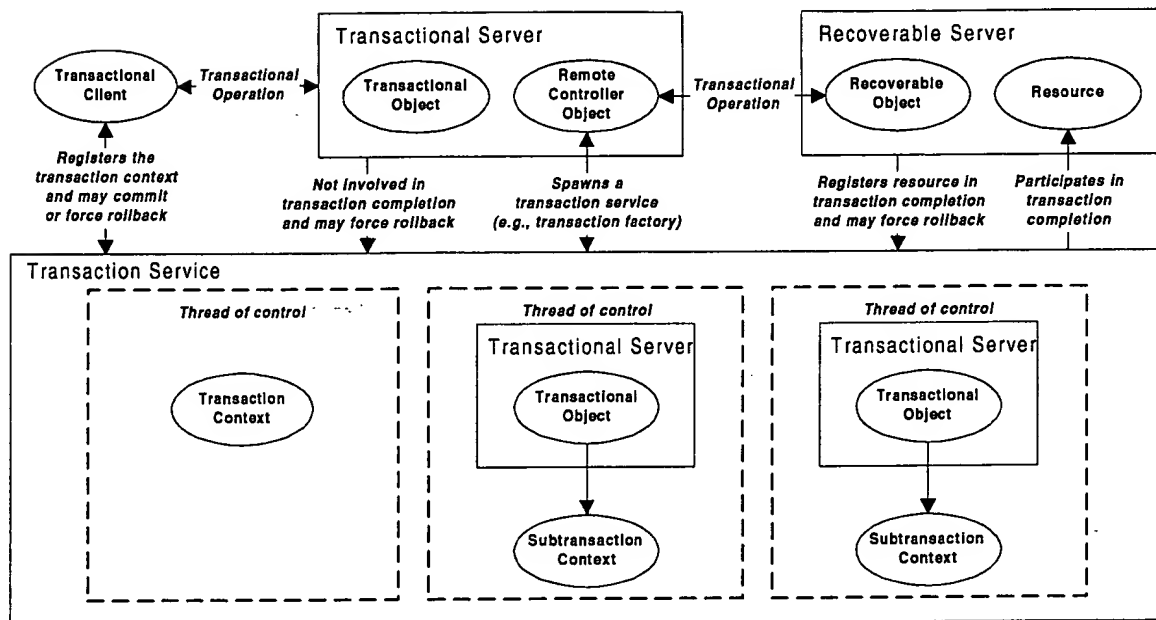 Transactional Server
Recoverable Server
Transactional
Client
Transactional
Operation
Transactional
Object
Remote
Controller
Object
Transactional
Operation
Recoverable
Object
Resource
Registers the
transaction context
and may commit
or force rollback
Not involved in
transaction completion
and may force rollback
Spawns a
transaction service
(e.g., transaction factory)
Registers resource in
transaction completion
and may force rollback
Participates in
transaction
completion
Transaction Service
Thread of control
Transaction
Context
Thread of control
Transactional Server
Transactional
Object
Subtransaction
Context
Thread of control
Transactional Server
Transactional
Object
Subtransaction
Context